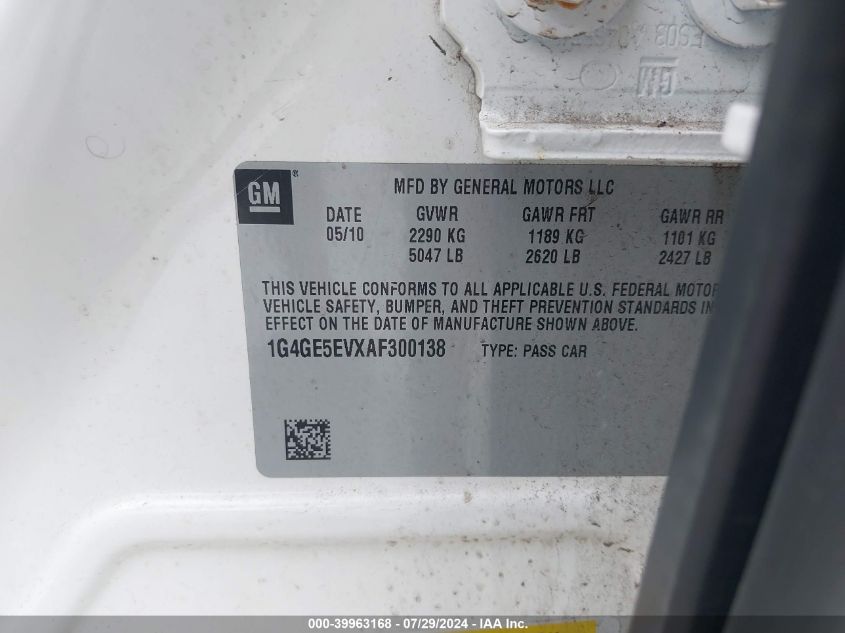 GM
GM®
MFD BY GENERAL MOTORS LLC
DATE GVWR GAWR FRT GAWR RR
05/10 2290 KG 1189 KG 1101 KG
5047 LB 2620 LB 2427 LB
THIS VEHICLE CONFORMS TO ALL APPLICABLE U.S. FEDERAL MOTOR
VEHICLE SAFETY, BUMPER, AND THEFT PREVENTION STANDARDS IN
EFFECT ON THE DATE OF MANUFACTURE SHOWN ABOVE.
1G4GE5EVXAF300138 TYPE: PASS CAR
000-39963168 - 07/29/2024 - IAA Inc.